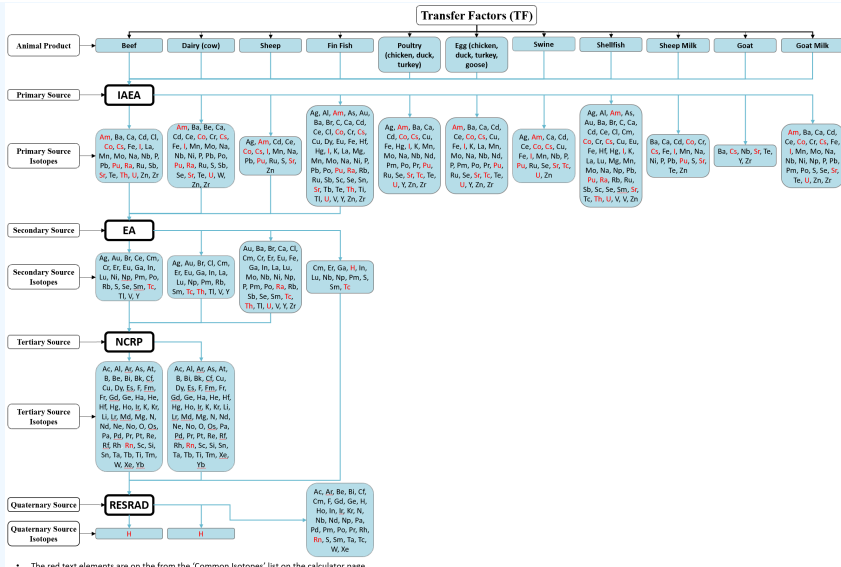 Transfer Factors (TF)
Animal Product
Beef
Dairy (cow)
Sheep
Fin Fish
Poultry
(chicken, duck,
turkey)
Egg (chicken,
duck, turkey,
goose)
Swine
Shellfish
Sheep Milk
Goat
Goat Milk
Primary Source
IAEA
Primary Source
Isotopes
Am, Ba, Ca, Cd, Cl,
Co, Cs, Fe, I, La,
Mn, Mo, Na, Nb, P,
Pb, Pu, Ra, Ru, Sb,
Sr, Te, Th, U, Zn, Zr
Am, Ba, Be, Ca,
Cd, Ce, Co, Cr, Cs,
Fe, I, Mn, Mo, Na,
Nb, Ni, P, Pb, Po,
Pu, Ra, Ru, S, Sb,
Se, Sr, Te, U, W,
Zn, Zr
Ag, Am, Cd, Ce,
Co, Cs, I, Mn, Na,
Pb, Pu, Ru, S, Sr,
Zn
Ag, Al, Am, As, Au,
Ba, Br, C, Ca, Cd,
Ce, Cl, Co, Cr, Cs,
Cu, Dy, Eu, Fe, Hf,
Hg, I, K, La, Mg,
Mn, Mo, Na, Ni, P,
Pb, Po, Pu, Ra, Rb,
Ru, Sb, Sc, Se, Sn,
Sr, Tb, Te, Th, Ti,
Tl, U, V, Y, Zn, Zr
Ag, Am, Ba, Ca,
Cd, Co, Cs, Cu,
Fe, Hg, I, K, Mn,
Mo, Na, Nb, Nd,
Pm, Po, Pr, Pu,
Ru, Se, Sr, Tc, Te,
U, Y, Zn, Zr
Am, Ba, Ca, Cd,
Ce, Co, Cs, Cu,
Fe, I, K, La, Mn,
Mo, Na, Nb, Nd,
P, Pm, Po, Pr, Pu,
Ru, Se, Sr, Tc, Te,
U, Y, Zn, Zr
Ag, Am, Ca, Cd,
Ce, Co, Cs, Cu,
Fe, I, Mn, Nb, P,
Pu, Ru, Se, Sr, Tc,
U, Zn
Ag, Al, Am, As,
Au, Ba, Br, C, Ca,
Cd, Ce, Cl, Cm,
Co, Cr, Cs, Cu, Eu,
Fe, Hf, Hg, I, K,
La, Lu, Mg, Mn,
Mo, Na, Np, Pb,
Pu, Ra, Rb, Ru,
Sb, Sc, Se, Sm, Sr,
Tc, Th, U, V, V, Zn
Ba, Ca, Cd, Co, Cr,
Cs, Fe, I, Mn, Na,
Ni, P, Pb, Pu, S, Sr,
Te, Zn
Ba, Cs, Nb, Sr, Te,
Y, Zr
Am, Ba, Ca, Cd,
Ce, Co, Cr, Cs, Fe,
I, Mn, Mo, Na,
Nb, Ni, P, Pb,
Pm, Po, S, Se, Sr,
Te, U, Zn, Zr
Secondary Source
EA
Secondary Source
Isotopes
Ag, Au, Br, Ce, Cm,
Cr, Er, Eu, Ga, In,
Lu, Ni, Np, Pm, Po,
Rb, S, Se, Sm, Tc,
Tl, V, Y
Ag, Au, Br, Cl, Cm,
Er, Eu, Ga, In, La,
Lu, Np, Pm, Rb,
Sm, Tc, Th, Tl, V, Y
Au, Ba, Br, Ca, Cl,
Cm, Cr, Er, Eu, Fe,
Ga, In, La, Lu,
Mo, Nb, Ni, Np,
P, Pm, Po, Ra, Rb,
Sb, Se, Sm, Tc,
Th, Tl, U, V, Y, Zr
Cm, Er, Ga, H, In,
Lu, Nb, Np, Pm, S,
Sm, Tc
Tertiary Source
NCRP
Tertiary Source
Isotopes
Ac, Al, Ar, As, At,
B, Be, Bi, Bk, Cf,
Cu, Dy, Es, F, Fm,
Fr, Gd, Ge, Ha, He,
Hf, Hg, Ho, Ir, K, Kr,
Li, Lr, Md, Mg, N,
Nd, Ne, No, O, Os,
Pa, Pd, Pr, Pt, Re,
Rf, Rh, Rn, Sc, Si,
Sn, Ta, Tb, Ti, Tm,
W, Xe, Yb
Ac, Al, Ar, As, At,
B, Bi, Bk, Cf, Cu,
Dy, Es, F, Fm, Fr,
Gd, Ge, Ha, He, Hf,
Hg, Ho, Ir, K, Kr, Li,
Lr, Md, Mg, N, Nd,
Ne, No, O, Os, Pa,
Pd, Pr, Pt, Re, Rf,
Rh, Rn, Sc, Si, Sn,
Ta, Tb, Ti, Tm, Xe,
Yb
Quaternary Source
RESRAD
Quaternary Source
Isotopes
H
H
Ac, Ar, Be, Bi, Cf,
Cm, F, Gd, Ge, H,
Ho, In, Ir, Kr, N,
Nb, Nd, Np, Pa,
Pd, Pm, Po, Pr, Rh,
Rn, S, Sm, Ta, Tc,
W, Xe
• The red text elements are on the from the 'Common Isotopes' list on the calculator page